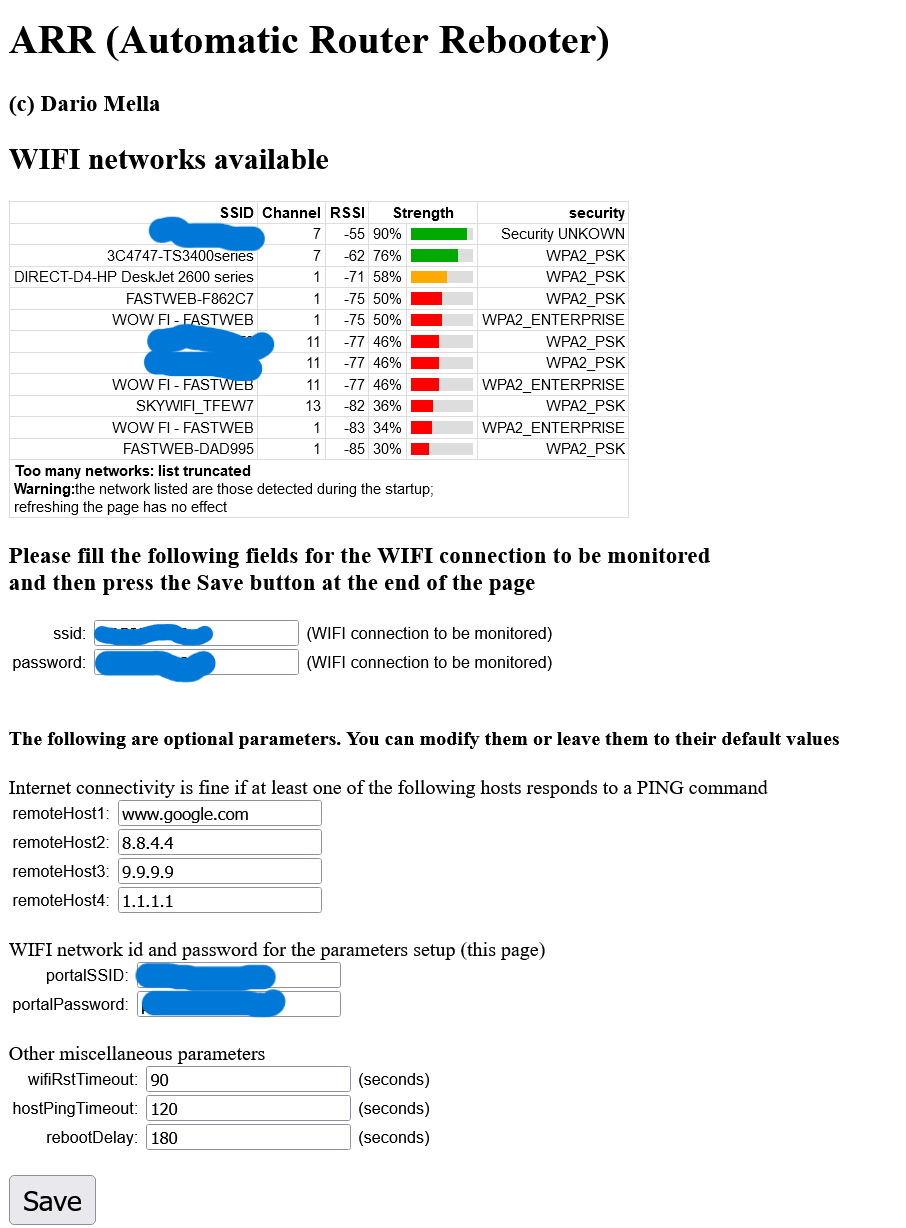 ARR (Automatic Router Rebooter)
(c) Dario Mella
WIFI networks available
SSID Channel RSSI Strength security
7 -55 90% Security UNKOWN
3C4747-TS3400series 7 -62 76% WPA2_PSK
DIRECT-D4-HP DeskJet 2600 series 1 -71 58% WPA2_PSK
FASTWEB-F862C7 1 -75 50% WPA2_PSK
WOW FI - FASTWEB 1 -75 50% WPA2_ENTERPRISE
11 -77 46% WPA2_PSK
11 -77 46% WPA2_PSK
WOW FI - FASTWEB 11 -77 46% WPA2_ENTERPRISE
SKYWIFI_TFEW7 13 -82 36% WPA2_PSK
WOW FI - FASTWEB 1 -83 34% WPA2_ENTERPRISE
FASTWEB-DAD995 1 -85 30% WPA2_PSK
Too many networks: list truncated
Warning:the network listed are those detected during the startup;
refreshing the page has no effect
Please fill the following fields for the WIFI connection to be monitored
and then press the Save button at the end of the page
ssid: (WIFI connection to be monitored)
password: (WIFI connection to be monitored)
The following are optional parameters. You can modify them or leave them to their default values
Internet connectivity is fine if at least one of the following hosts responds to a PING command
remoteHost1: www.google.com
remoteHost2: 8.8.4.4
remoteHost3: 9.9.9.9
remoteHost4: 1.1.1.1
WIFI network id and password for the parameters setup (this page)
portalSSID:
portalPassword:
Other miscellaneous parameters
wifiRstTimeout: 90 (seconds)
hostPingTimeout: 120 (seconds)
rebootDelay: 180 (seconds)
Save